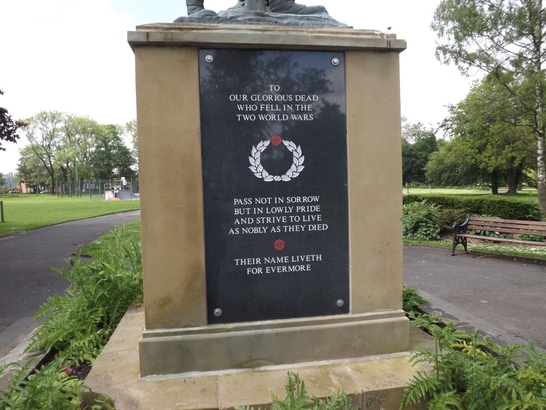 TO
OUR GLORIOUS DEAD
WHO FELL IN THE
TWO WORLD WARS
PASS NOT IN SORROW
BUT IN LOWLY PRIDE
AND STRIVE TO LIVE
AS NOBLY AS THEY DIED
THEIR NAME LIVETH
FOR EVERMORE